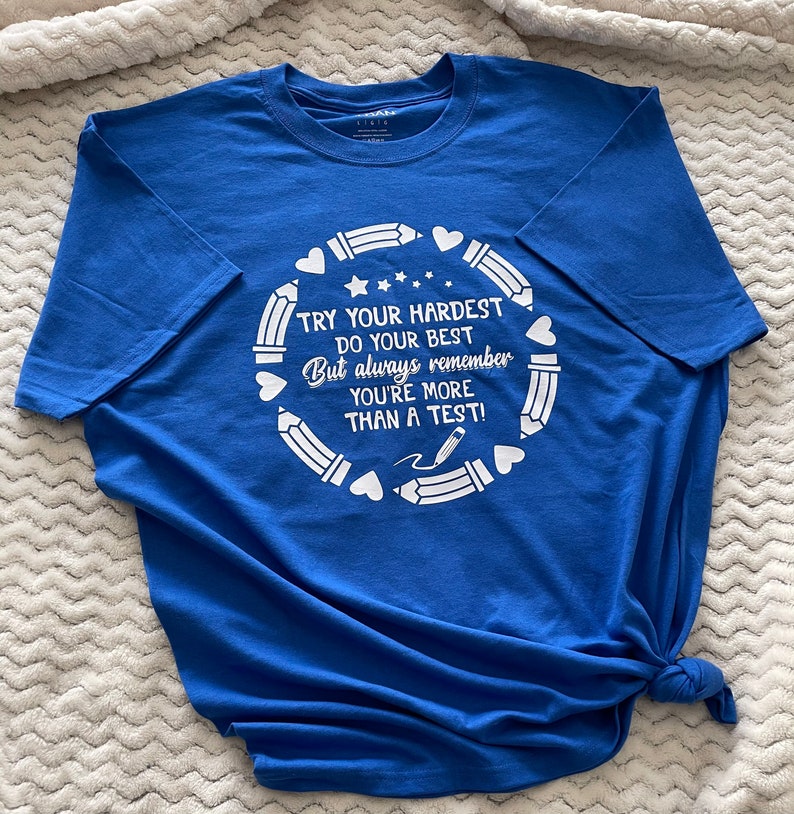 L | G | G
TRY YOUR HARDEST
DO YOUR BEST
But always remember
YOU'RE MORE
THAN A TEST!